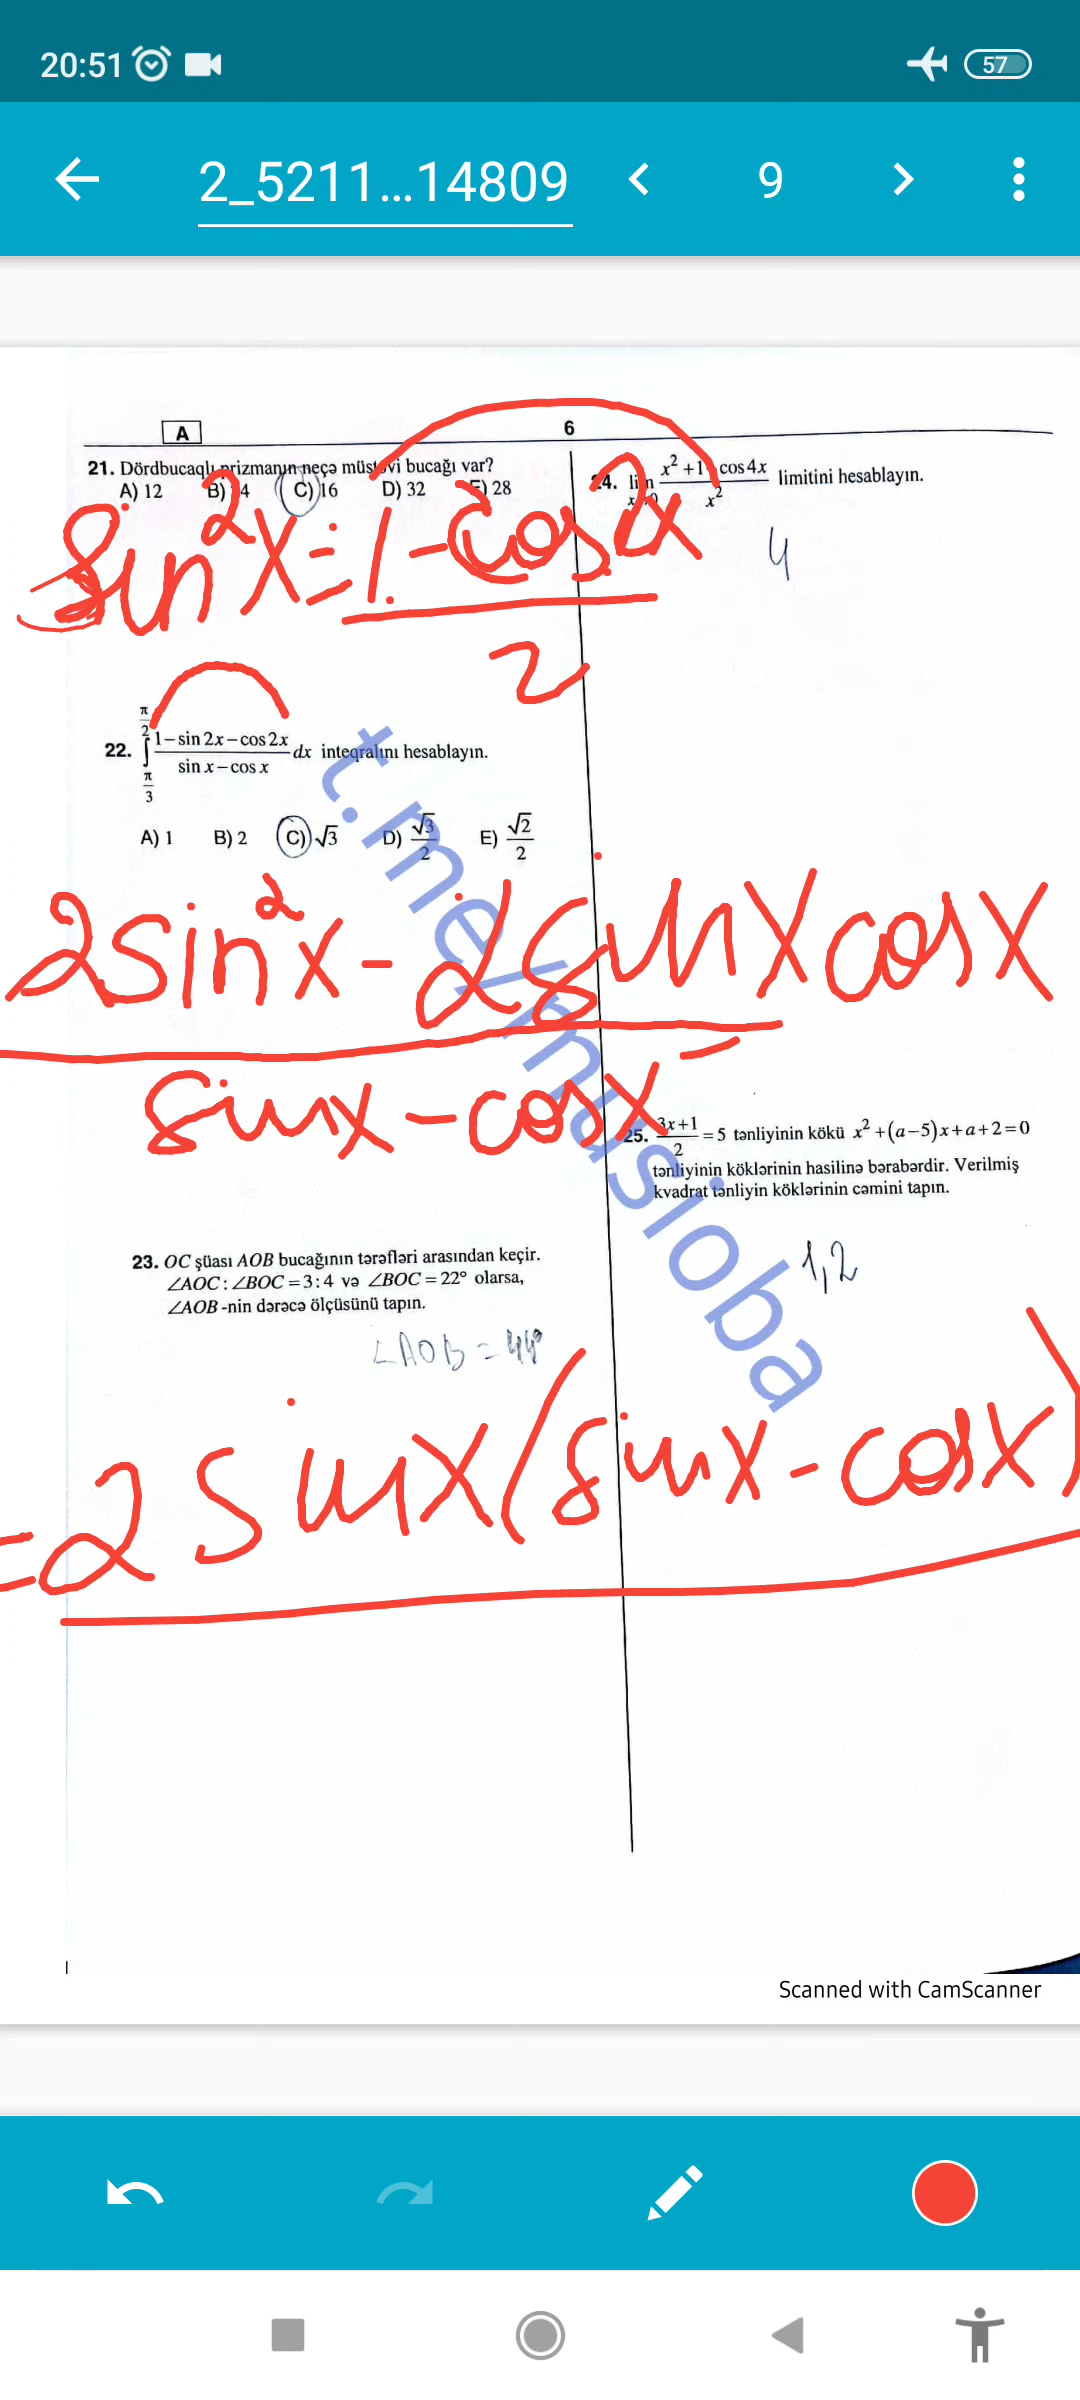 20:51
57
2_5211...14809
9
A
6
21. Dördbucaqlı prizmanın neçə müstəvi bucağı var?
A) 12 B) 4 C) 16 D) 32 E) 28
sin²x = (1 - cos2x)/2
22. ∫_{π/3}^{π/2} (1-sin2x-cos2x)/(sinx-cosx) dx inteqralını hesablayın.
A) 1 B) 2 C) √3 D) √3/2 E) √2/2
(2sin²x - 2sinxcosx)/(sinx - cosx) =
23. OC şüası AOB bucağının tərəfləri arasından keçir.
∠AOC:∠BOC=3:4 və ∠BOC=22° olarsa,
∠AOB-nin dərəcə ölçüsünü tapın.
∠AOB = 44°
= 2sinx(sinx-cosx)
24. lim x² +1 cos4x / x² limitini hesablayın.
4
25. (3x+1)/2 =5 tənliyinin kökü x²+(a-5)x+a+2=0
tənliyinin köklərinin hasilinə bərabərdir. Verilmiş
kvadrat tənliyin köklərinin cəmini tapın.
1,2
t.me/musioba
Scanned with CamScanner